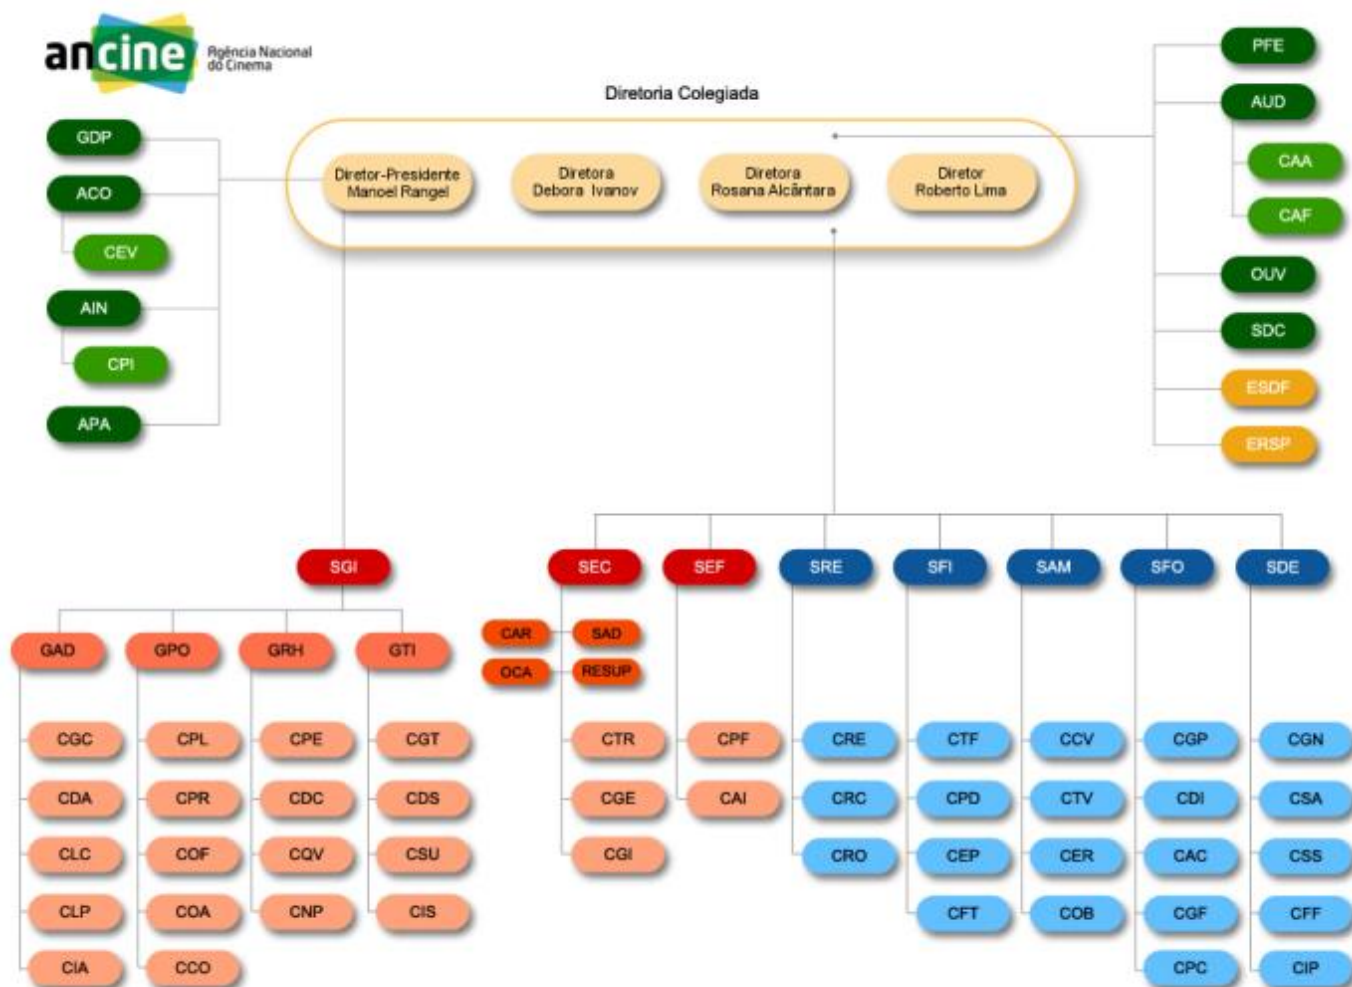 ancine
Agência Nacional
do Cinema
Diretoria Colegiada
Diretor-Presidente
Manoel Rangel
Diretora
Debora Ivanov
Diretora
Rosana Alcântara
Diretor
Roberto Lima
GDP
ACO
CEV
AIN
CPI
APA
PFE
AUD
CAA
CAF
OUV
SDC
ESDF
ERSP
SGI
SEC
SEF
SRE
SFI
SAM
SFO
SDE
GAD
GPO
GRH
GTI
CAR
SAD
OCA
RESUP
CGC
CPL
CPE
CGT
CTR
CPF
CRE
CTF
CCV
CGP
CGN
CDA
CPR
CDC
CDS
CGE
CAI
CRC
CPD
CTV
CDI
CSA
CLC
COF
CQV
CSU
CGI
CRO
CEP
CER
CAC
CSS
CLP
COA
CNP
CIS
CFT
COB
CGF
CFF
CIA
CCO
CPC
CIP